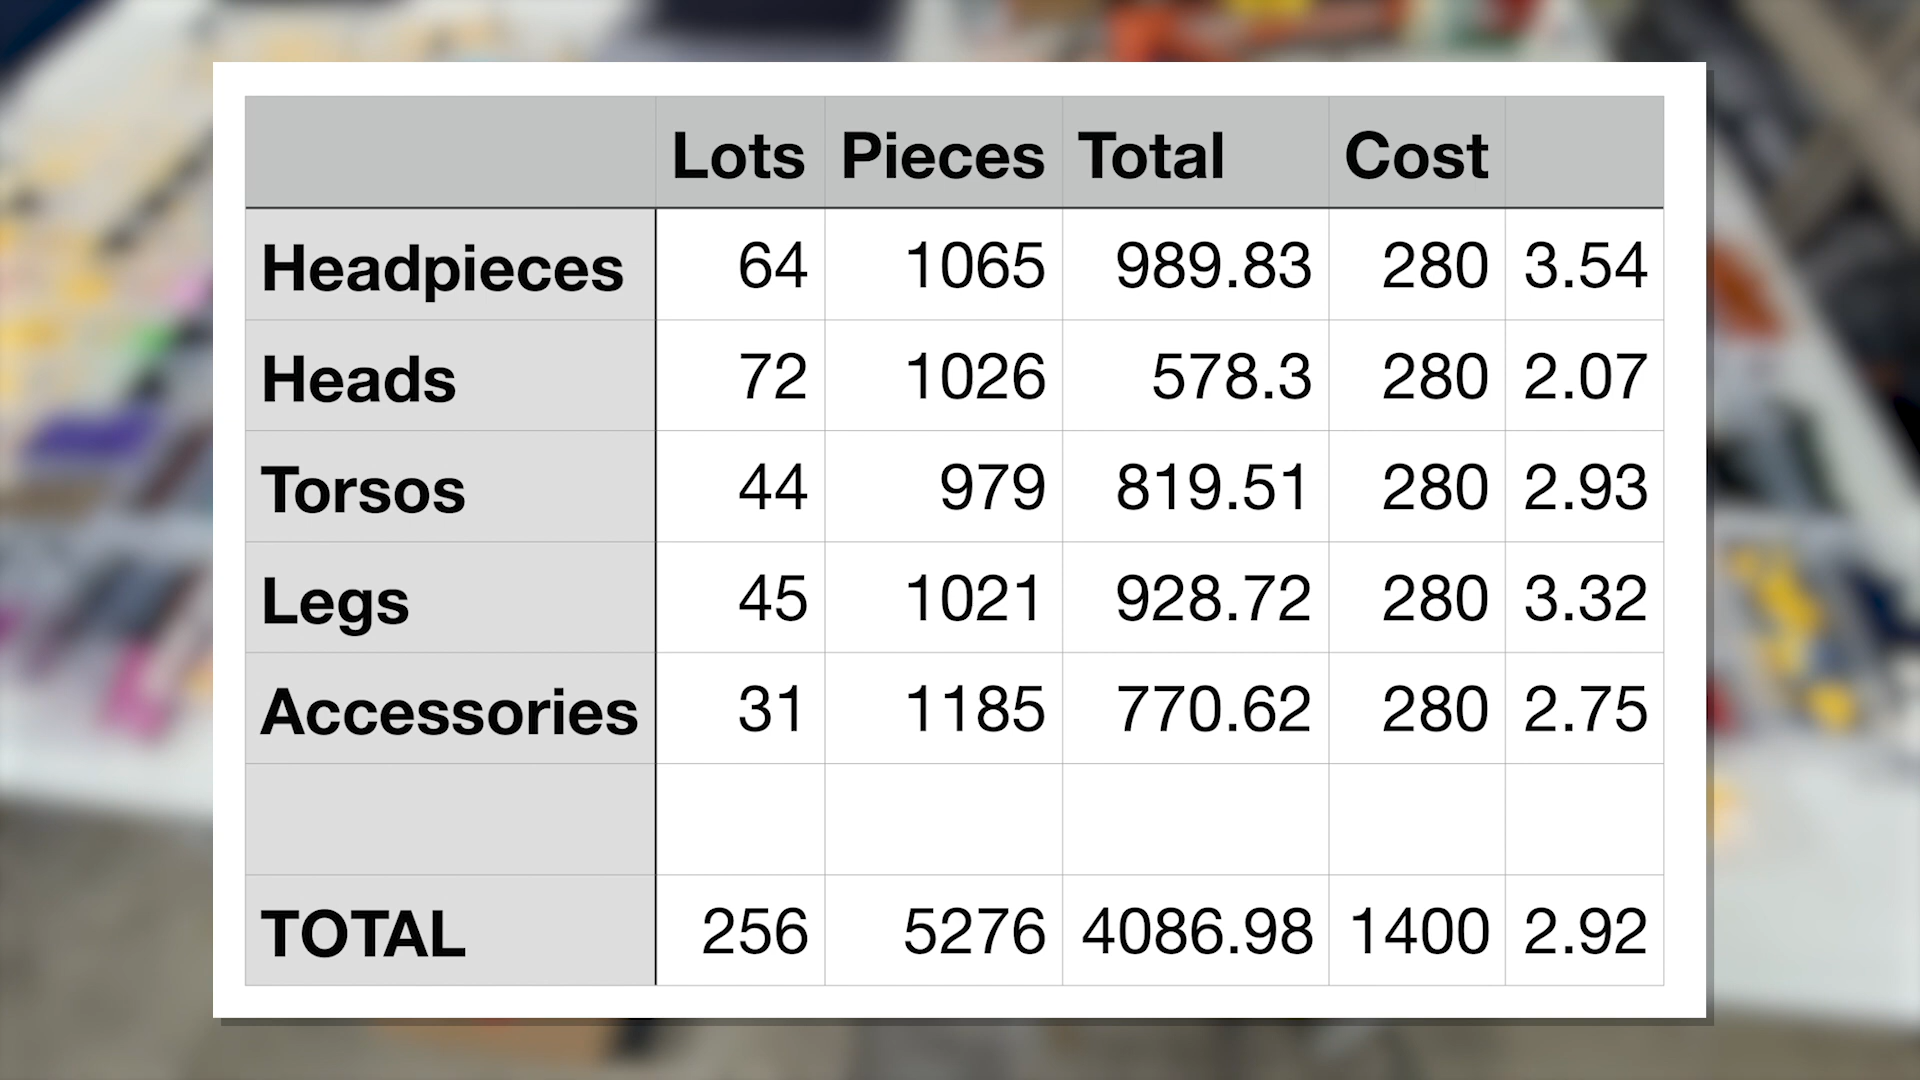 Lots Pieces Total Cost
Headpieces 64 1065 989.83 280 3.54
Heads 72 1026 578.3 280 2.07
Torsos 44 979 819.51 280 2.93
Legs 45 1021 928.72 280 3.32
Accessories 31 1185 770.62 280 2.75
TOTAL 256 5276 4086.98 1400 2.92